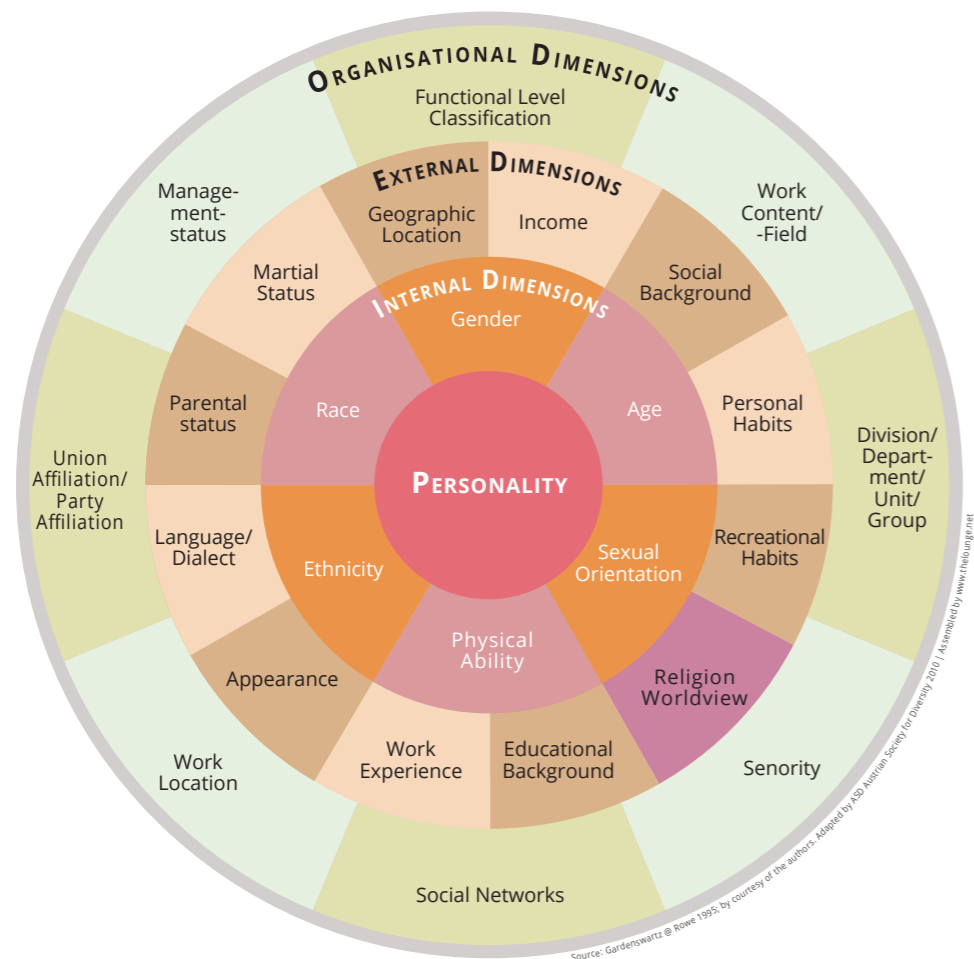 ORGANISATIONAL DIMENSIONS
Functional Level
Classification
Work
Content/
-Field
Division/
Depart-
ment/
Unit/
Group
Senority
Social Networks
Work
Location
Union
Affiliation/
Party
Affiliation
Manage-
ment-
status
EXTERNAL DIMENSIONS
Geographic
Location
Income
Social
Background
Personal
Habits
Recreational
Habits
Religion
Worldview
Educational
Background
Work
Experience
Appearance
Language/
Dialect
Parental
status
Martial
Status
INTERNAL DIMENSIONS
Gender
Age
Sexual
Orientation
Physical
Ability
Ethnicity
Race
PERSONALITY
Source: Gardenswartz @ Rowe 1995; by courtesy of the authors. Adapted by ASD Austrian Society for Diversity 2010 | Assembled by www.thelounge.net